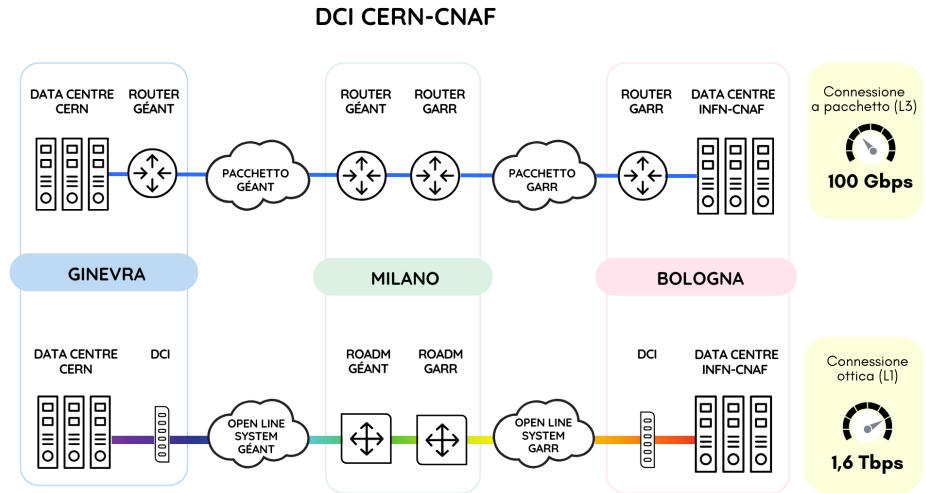 DCI CERN-CNAF
DATA CENTRE
CERN
ROUTER
GÉANT
ROUTER
GÉANT
ROUTER
GARR
ROUTER
GARR
DATA CENTRE
INFN-CNAF
Connessione
a pacchetto (L3)
100 Gbps
PACCHETTO
GÉANT
PACCHETTO
GARR
GINEVRA
MILANO
BOLOGNA
DATA CENTRE
CERN
DCI
ROADM
GÉANT
ROADM
GARR
DCI
DATA CENTRE
INFN-CNAF
Connessione
ottica (L1)
1,6 Tbps
OPEN LINE
SYSTEM
GÉANT
OPEN LINE
SYSTEM
GARR